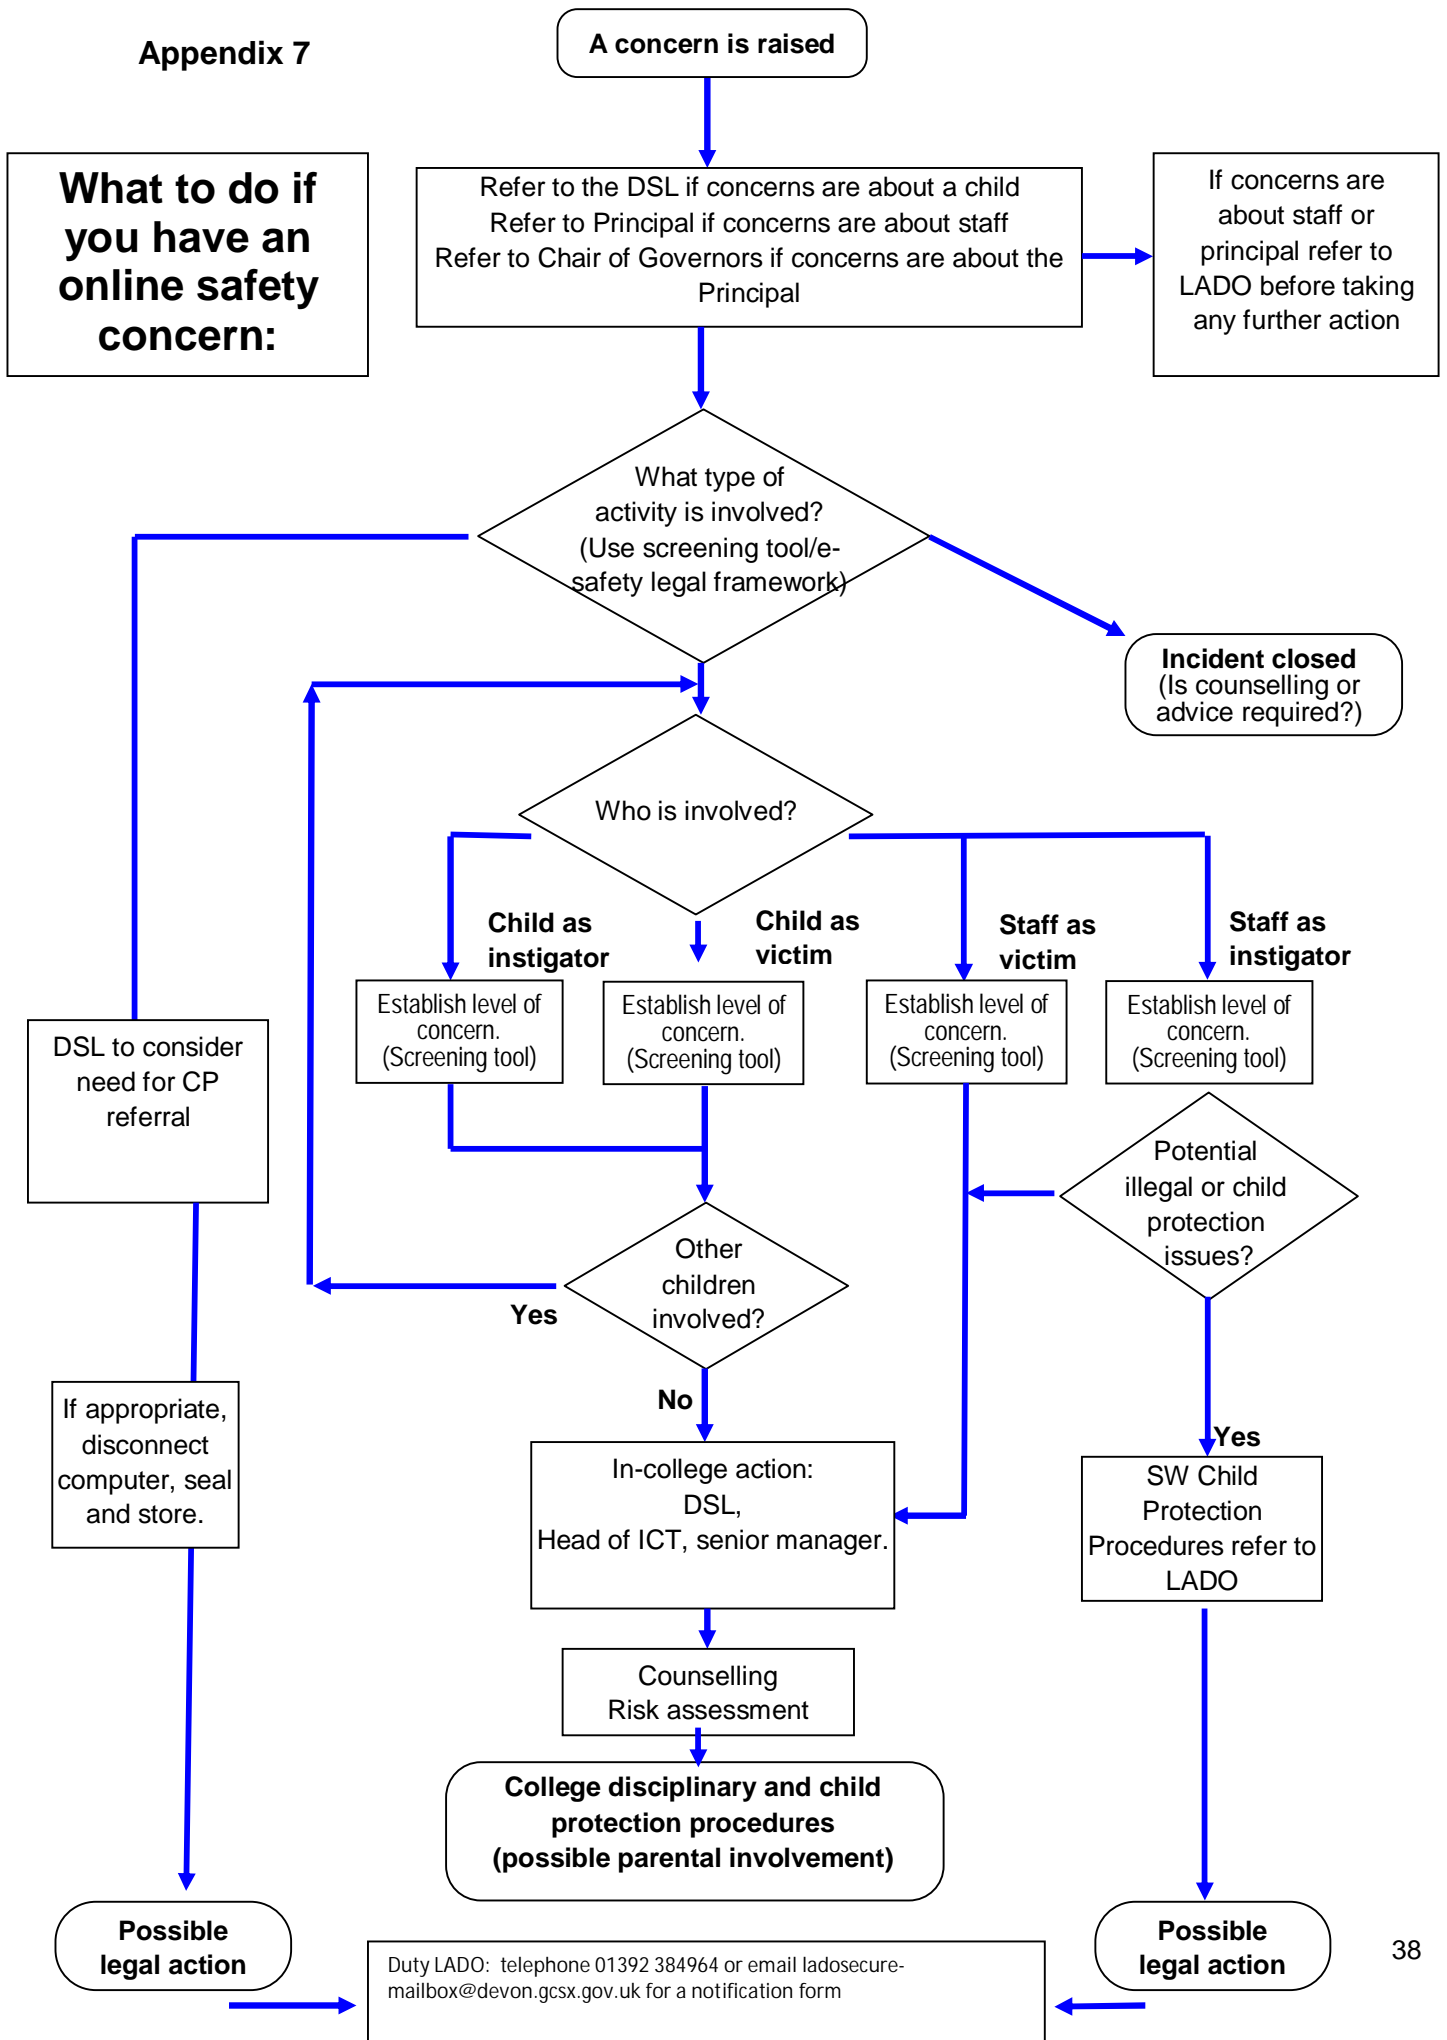 Appendix 7
A concern is raised
What to do if
you have an
online safety
concern:
Refer to the DSL if concerns are about a child
Refer to Principal if concerns are about staff
Refer to Chair of Governors if concerns are about the
Principal
If concerns are
about staff or
principal refer to
LADO before taking
any further action
What type of
activity is involved?
(Use screening tool/e-
safety legal framework)
Incident closed
(Is counselling or
advice required?)
Who is involved?
Child as
instigator
Child as
victim
Staff as
victim
Staff as
instigator
Establish level of
concern.
(Screening tool)
Establish level of
concern.
(Screening tool)
Establish level of
concern.
(Screening tool)
Establish level of
concern.
(Screening tool)
DSL to consider
need for CP
referral
Potential
illegal or child
protection
issues?
Other
children
involved?
Yes
No
If appropriate,
disconnect
computer, seal
and store.
In-college action:
DSL,
Head of ICT, senior manager.
Yes
SW Child
Protection
Procedures refer to
LADO
Counselling
Risk assessment
College disciplinary and child
protection procedures
(possible parental involvement)
Possible
legal action
Possible
legal action
Duty LADO: telephone 01392 384964 or email ladosecure-
mailbox@devon.gcsx.gov.uk for a notification form
38